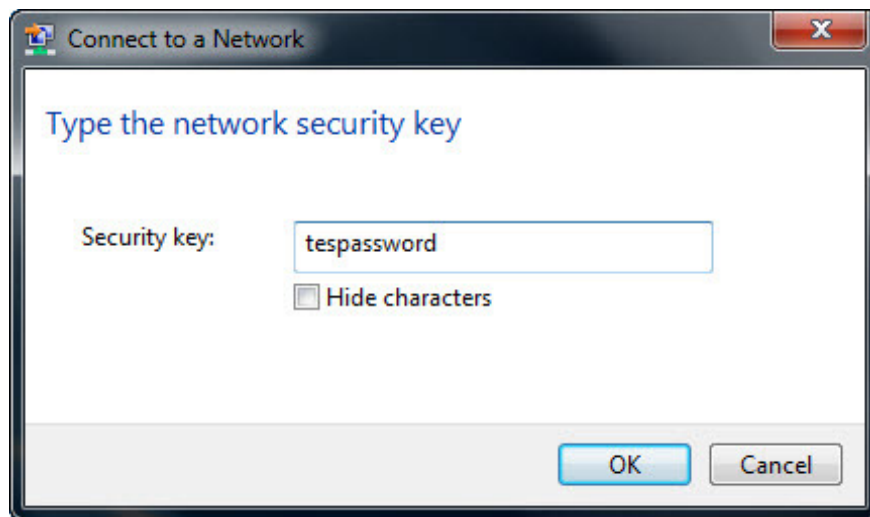 Connect to a Network
Type the network security key
Security key: tespassword
Hide characters
OK Cancel